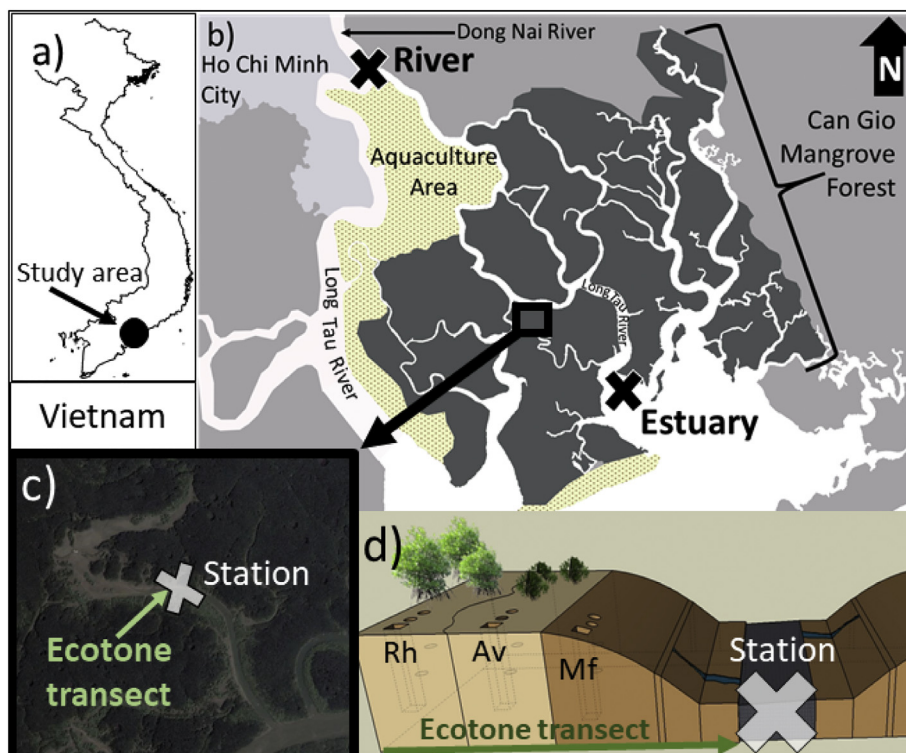 a)
Study area
Vietnam
b)
Dong Nai River
Ho Chi Minh
City
River
N
Aquaculture
Area
Can Gio
Mangrove
Forest
Long Tau River
Long Tau River
Estuary
c)
Station
Ecotone
transect
d)
Rh
Av
Mf
Station
Ecotone transect